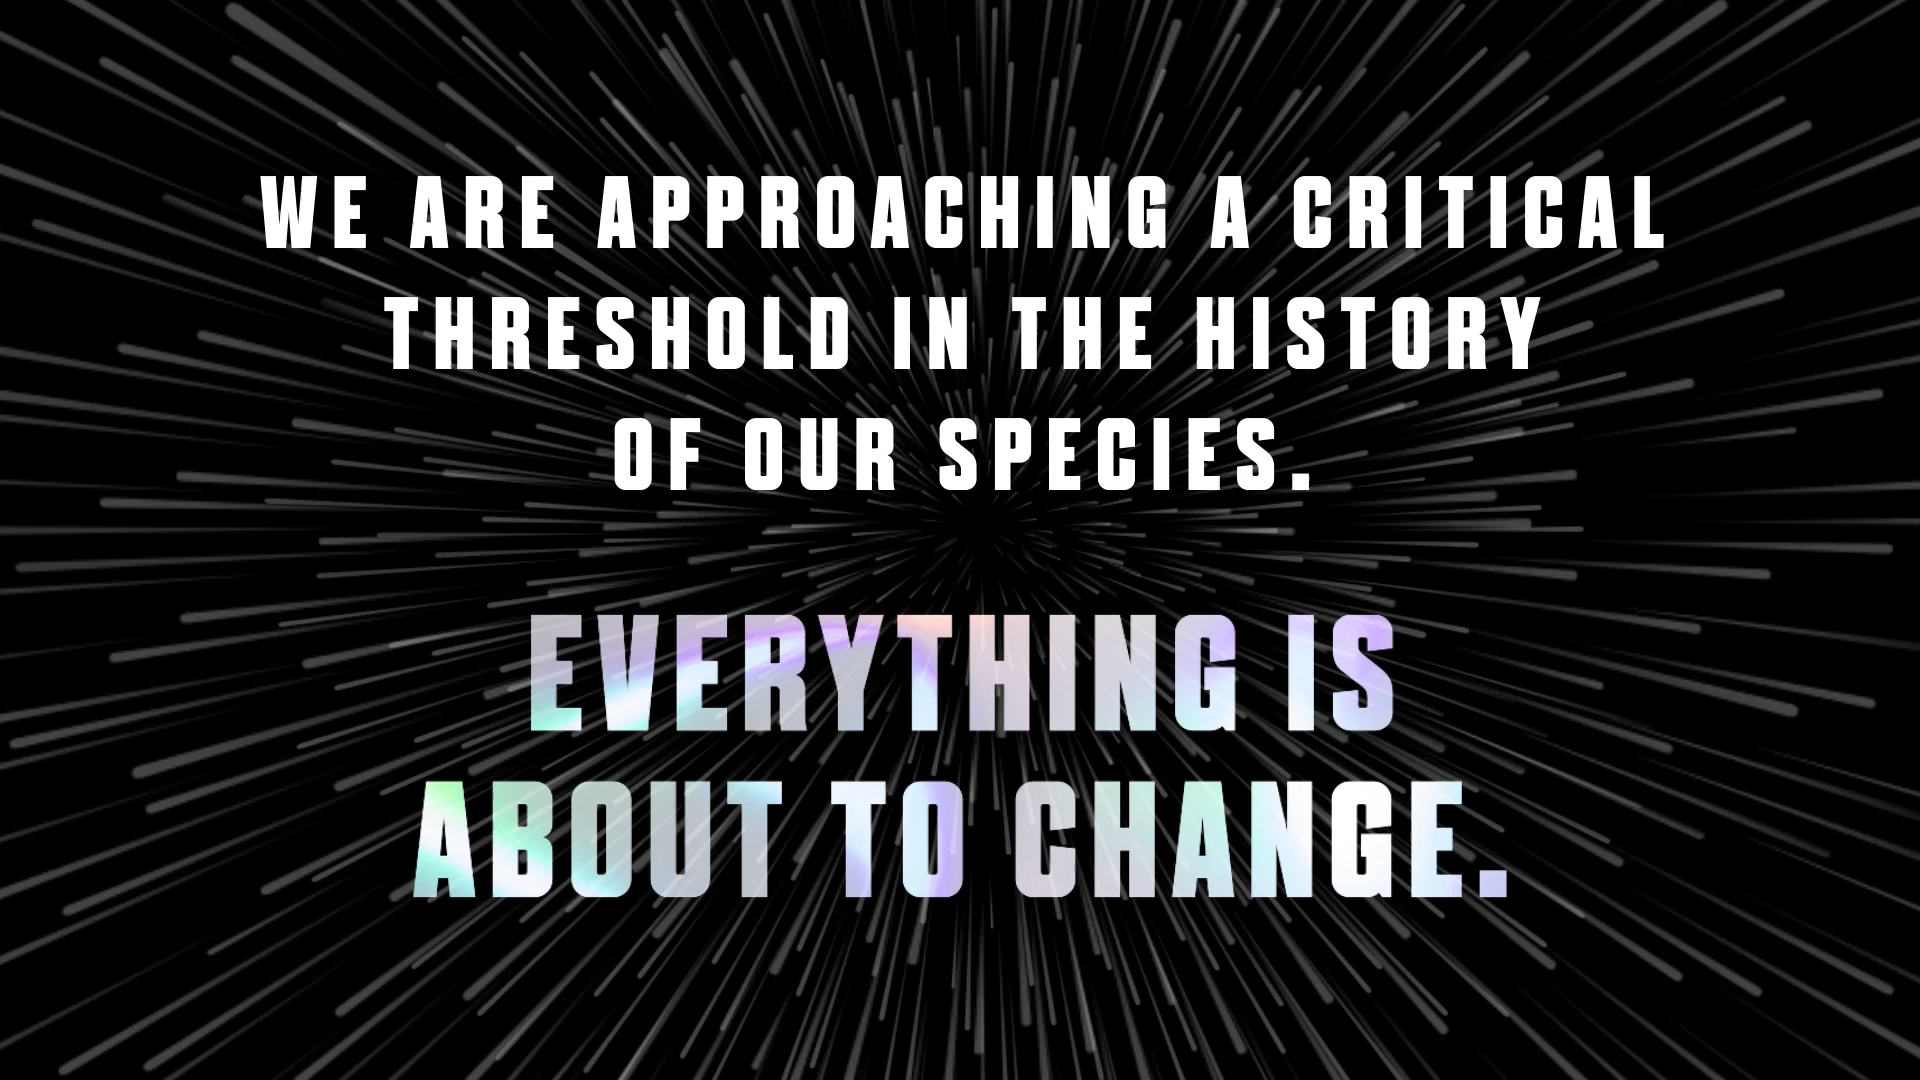 WE ARE APPROACHING A CRITICAL
THRESHOLD IN THE HISTORY
OF OUR SPECIES.
EVERYTHING IS
ABOUT TO CHANGE.